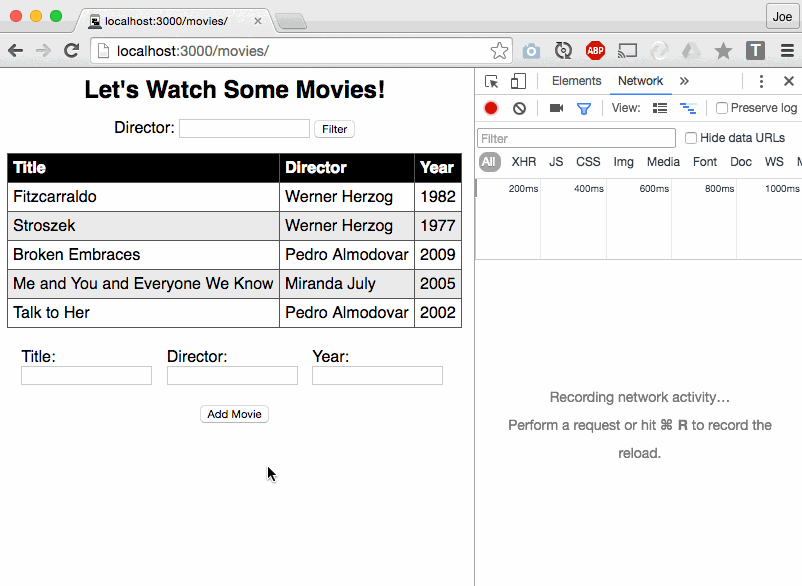 localhost:3000/movies/
Joe
localhost:3000/movies/
ABP
T
Let's Watch Some Movies!
Director:
Filter
Title Director Year
Fitzcarraldo Werner Herzog 1982
Stroszek Werner Herzog 1977
Broken Embraces Pedro Almodovar 2009
Me and You and Everyone We Know Miranda July 2005
Talk to Her Pedro Almodovar 2002
Title: Director: Year:
Add Movie
Elements Network »
View: Preserve log
Filter Hide data URLs
All XHR JS CSS Img Media Font Doc WS
200ms 400ms 600ms 800ms 1000ms
Recording network activity…
Perform a request or hit ⌘ R to record the
reload.